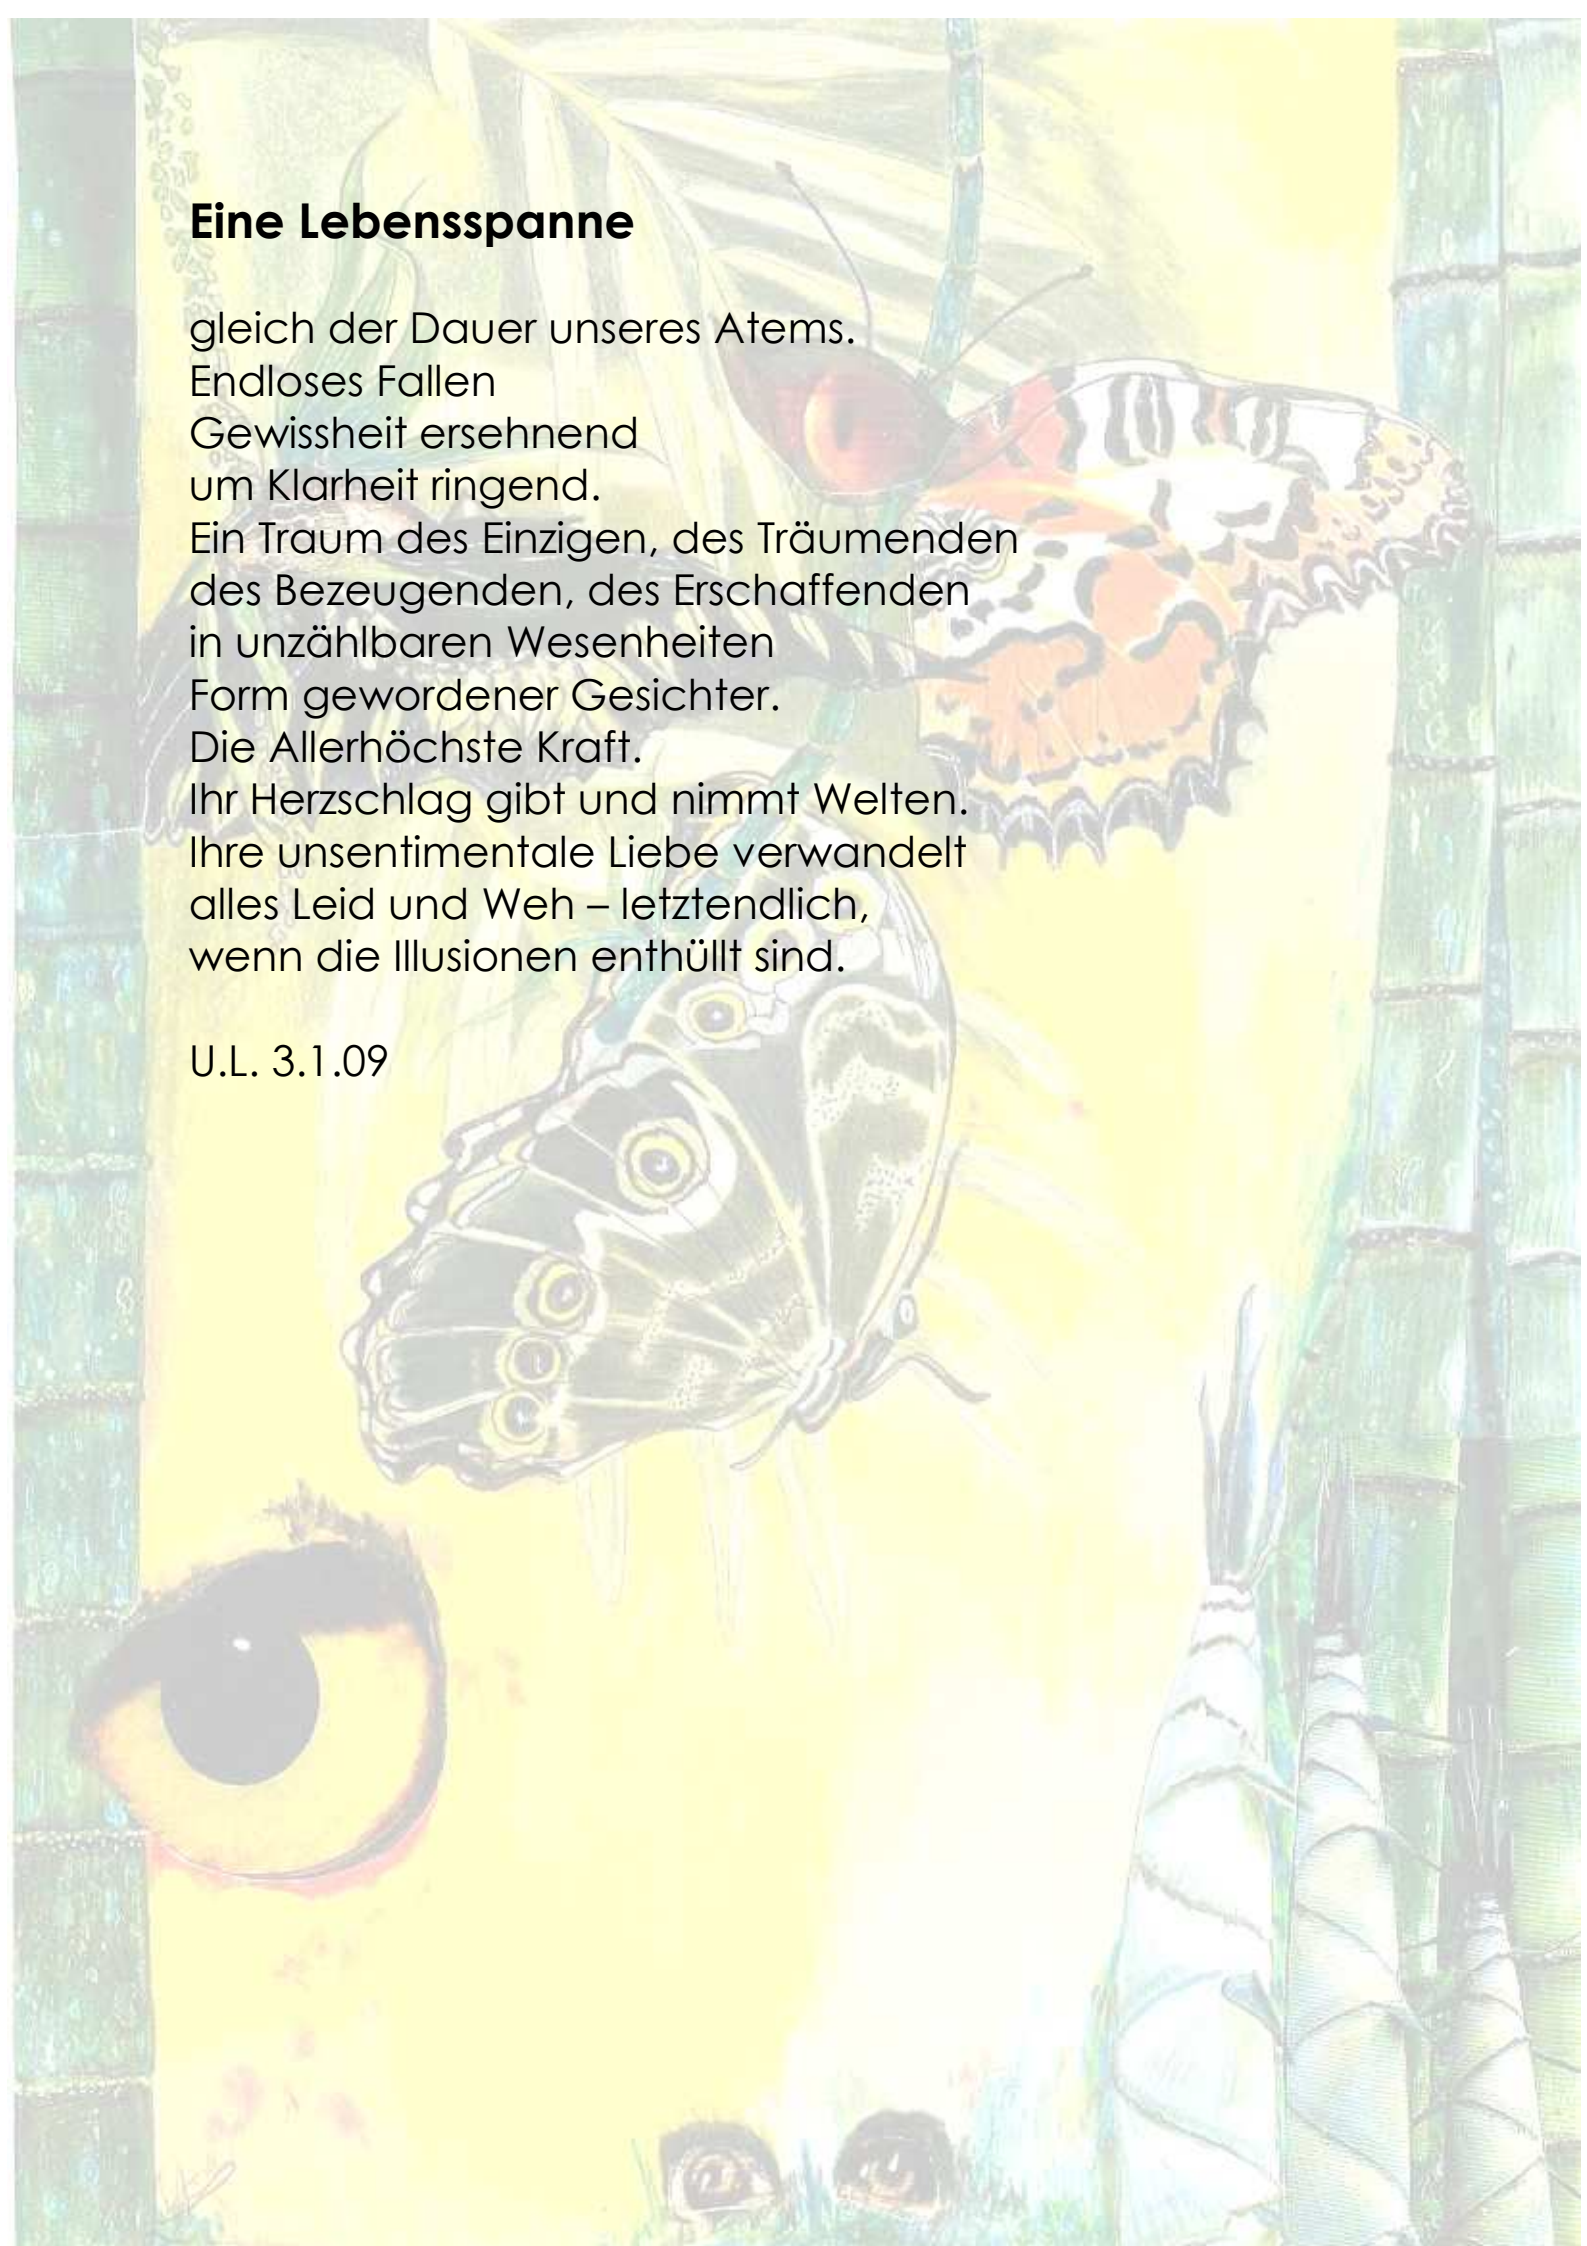 Eine Lebensspanne
gleich der Dauer unseres Atems.
Endloses Fallen
Gewissheit ersehnend
um Klarheit ringend.
Ein Traum des Einzigen, des Träumenden
des Bezeugenden, des Erschaffenden
in unzählbaren Wesenheiten
Form gewordener Gesichter.
Die Allerhöchste Kraft.
Ihr Herzschlag gibt und nimmt Welten.
Ihre unsentimentale Liebe verwandelt
alles Leid und Weh – letztendlich,
wenn die Illusionen enthüllt sind.
U.L. 3.1.09